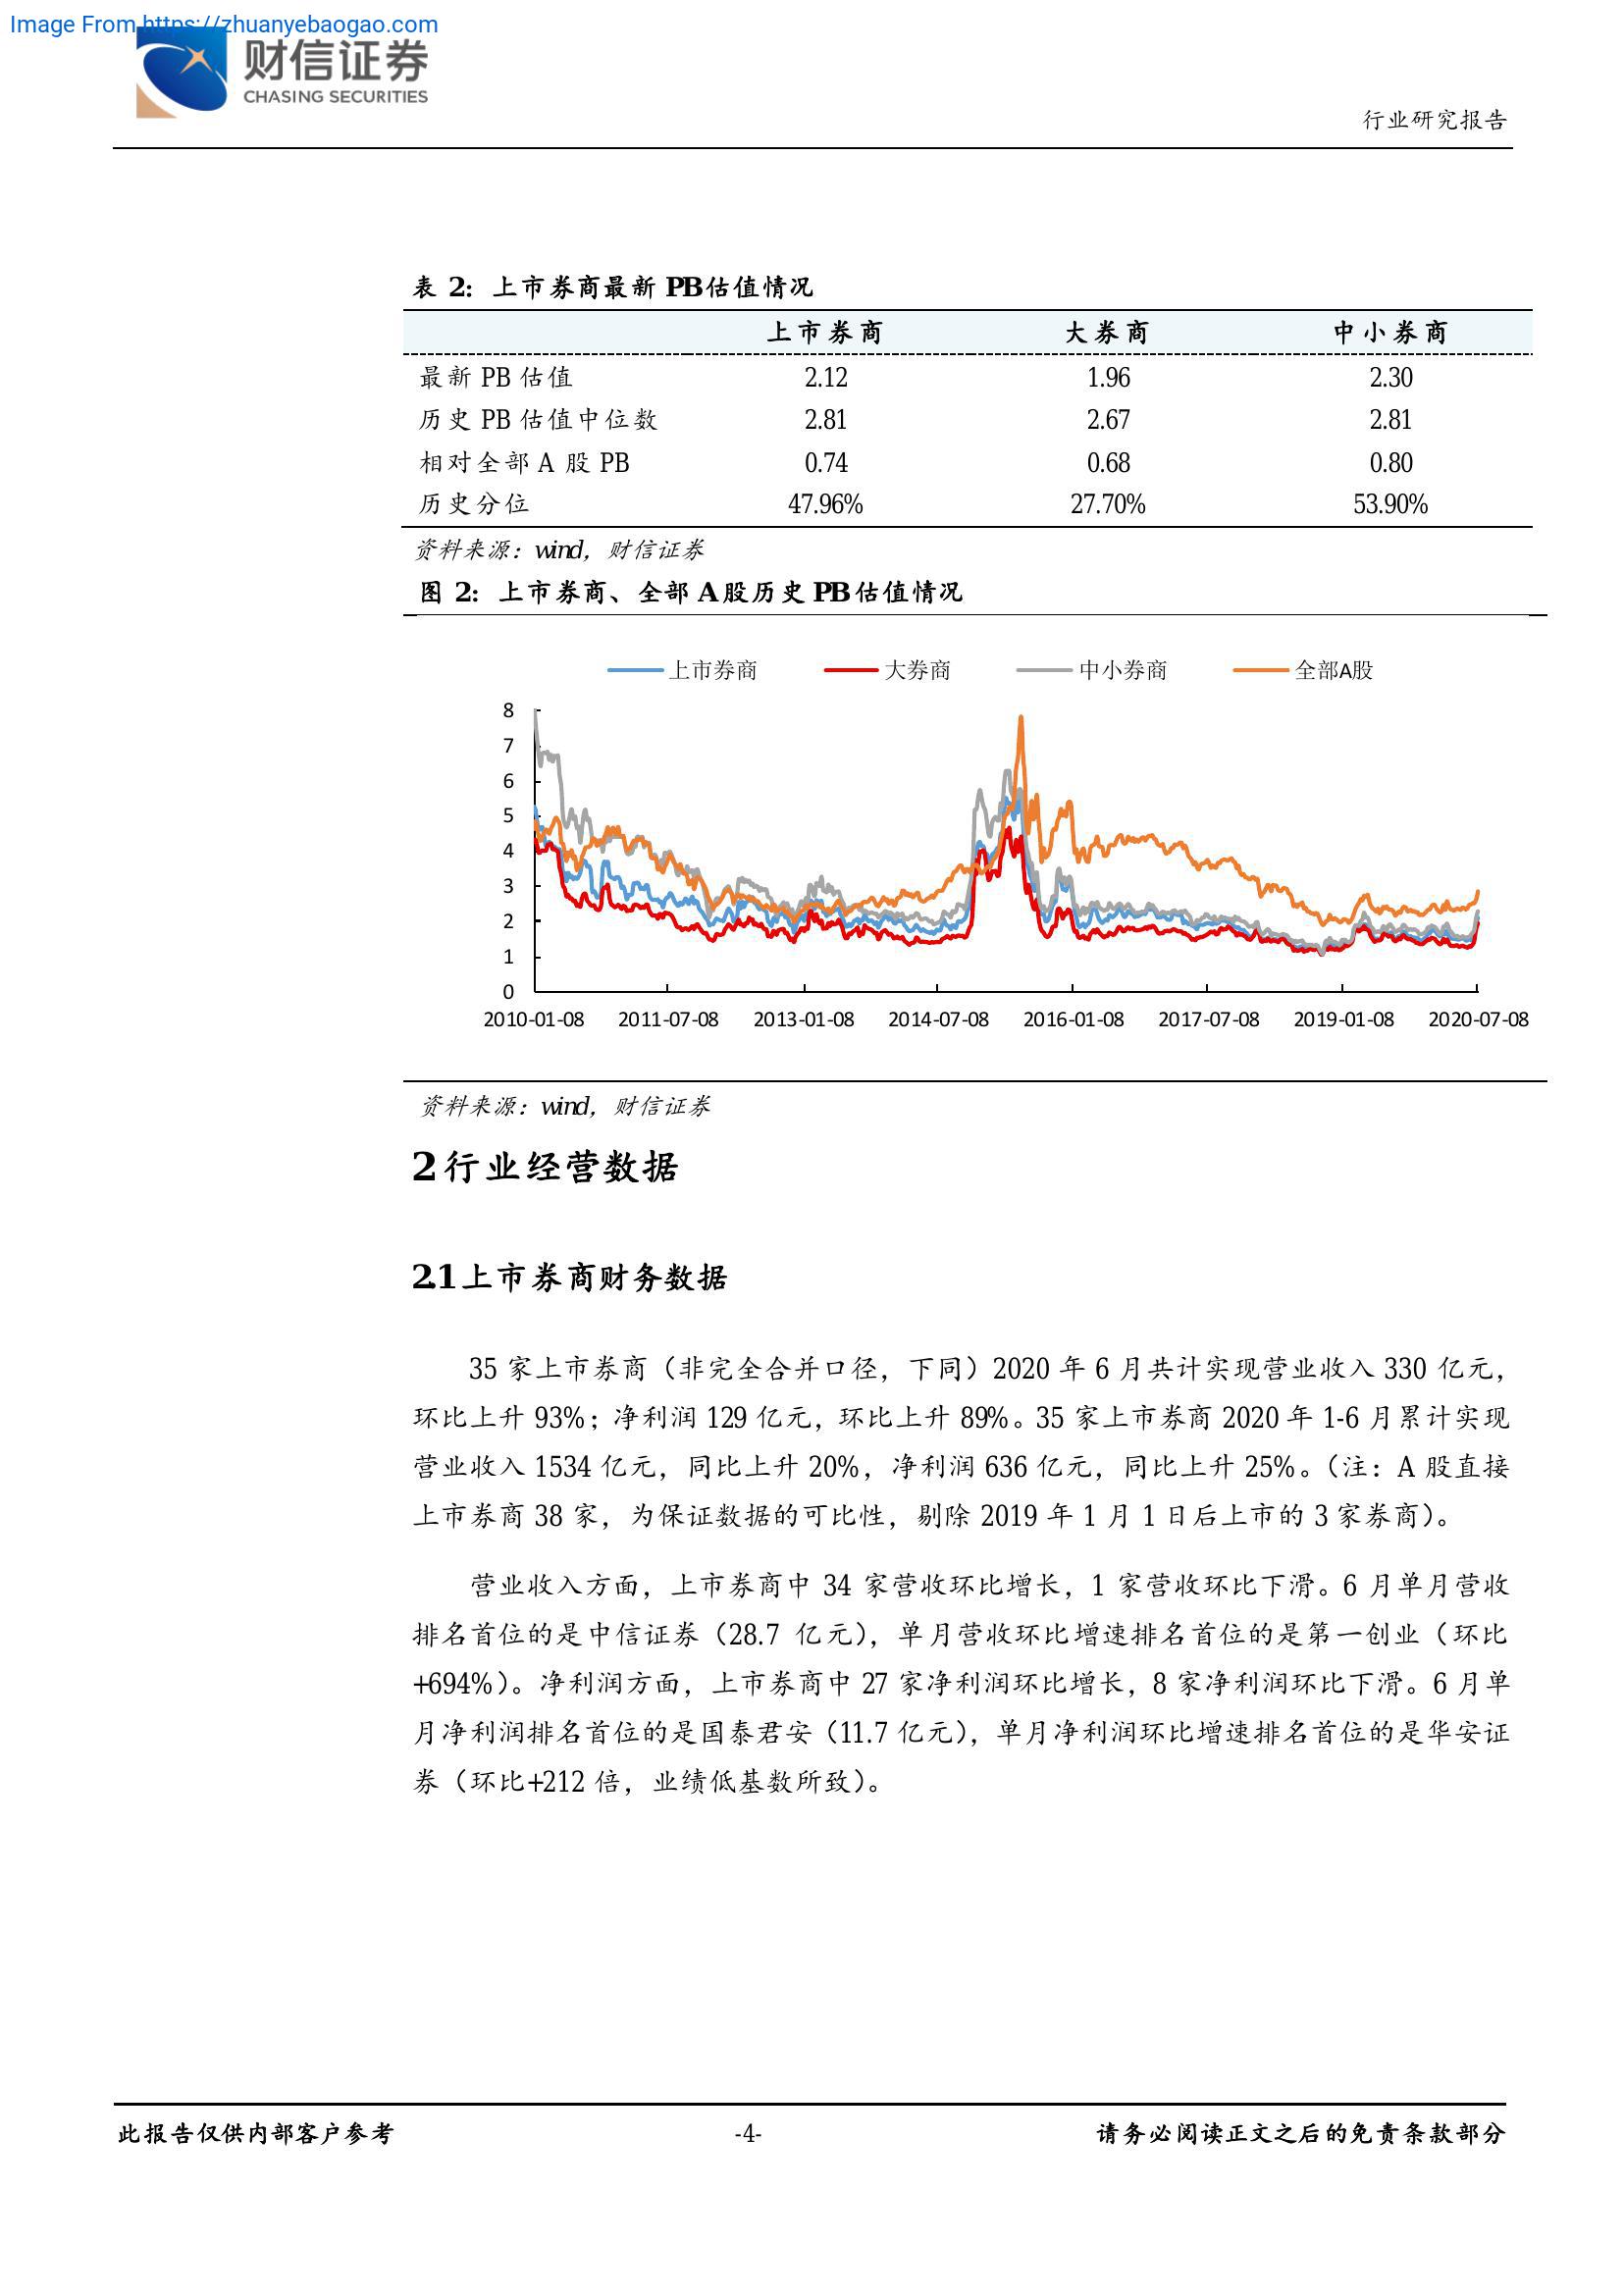 Image From https://zhuanyebaogao.com
财信证券
CHASING SECURITIES
行业研究报告
表 2：上市券商最新 PB 估值情况
上市券商 大券商 中小券商
最新 PB 估值 2.12 1.96 2.30
历史 PB 估值中位数 2.81 2.67 2.81
相对全部 A 股 PB 0.74 0.68 0.80
历史分位 47.96% 27.70% 53.90%
资料来源：wind，财信证券
图 2：上市券商、全部 A 股历史 PB 估值情况
上市券商 大券商 中小券商 全部A股
8
7
6
5
4
3
2
1
0
2010-01-08 2011-07-08 2013-01-08 2014-07-08 2016-01-08 2017-07-08 2019-01-08 2020-07-08
资料来源：wind，财信证券
2 行业经营数据
2.1 上市券商财务数据
35 家上市券商（非完全合并口径，下同）2020 年 6 月共计实现营业收入 330 亿元，
环比上升 93%；净利润 129 亿元，环比上升 89%。35 家上市券商 2020 年 1-6 月累计实现
营业收入 1534 亿元，同比上升 20%，净利润 636 亿元，同比上升 25%。（注：A 股直接
上市券商 38 家，为保证数据的可比性，剔除 2019 年 1 月 1 日后上市的 3 家券商）。
营业收入方面，上市券商中 34 家营收环比增长，1 家营收环比下滑。6 月单月营收
排名首位的是中信证券（28.7 亿元），单月营收环比增速排名首位的是第一创业（环比
+694%）。净利润方面，上市券商中 27 家净利润环比增长，8 家净利润环比下滑。6 月单
月净利润排名首位的是国泰君安（11.7 亿元），单月净利润环比增速排名首位的是华安证
券（环比+212 倍，业绩低基数所致）。
此报告仅供内部客户参考 -4- 请务必阅读正文之后的免责条款部分